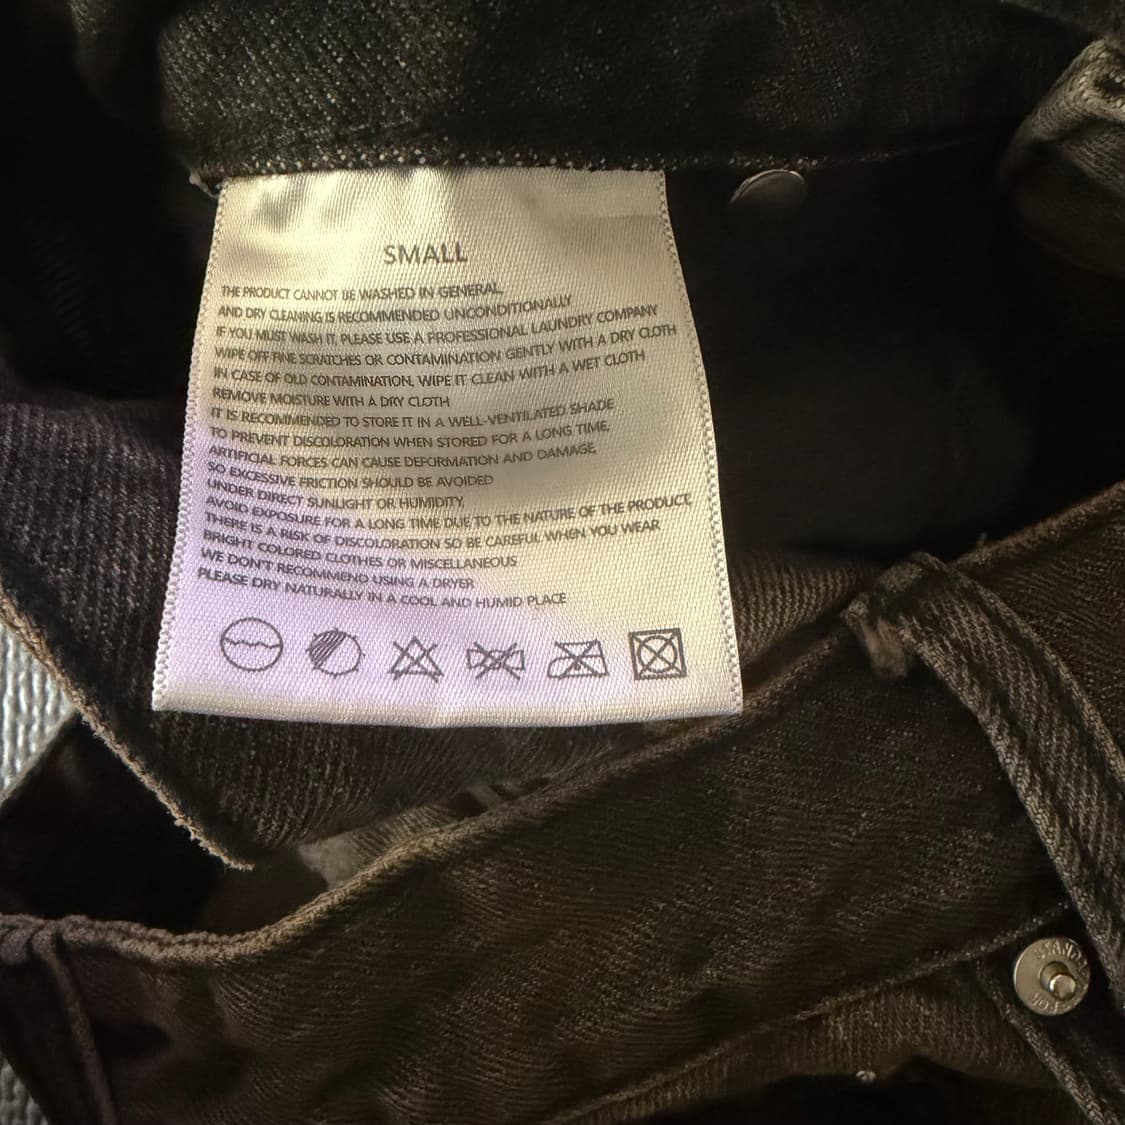 SMALL
THE PRODUCT CANNOT BE WASHED IN GENERAL,
AND DRY CLEANING IS RECOMMENDED UNCONDITIONALLY
IF YOU MUST WASH IT, PLEASE USE A PROFESSIONAL LAUNDRY COMPANY
WIPE OFF FINE SCRATCHES OR CONTAMINATION GENTLY WITH A DRY CLOTH
IN CASE OF OLD CONTAMINATION, WIPE IT CLEAN WITH A WET CLOTH
REMOVE MOISTURE WITH A DRY CLOTH
IT IS RECOMMENDED TO STORE IT IN A WELL-VENTILATED SHADE
TO PREVENT DISCOLORATION WHEN STORED FOR A LONG TIME,
ARTIFICIAL FORCES CAN CAUSE DEFORMATION AND DAMAGE,
SO EXCESSIVE FRICTION SHOULD BE AVOIDED
UNDER DIRECT SUNLIGHT OR HUMIDITY,
AVOID EXPOSURE FOR A LONG TIME DUE TO THE NATURE OF THE PRODUCT,
THERE IS A RISK OF DISCOLORATION SO BE CAREFUL WHEN YOU WEAR
BRIGHT COLORED CLOTHES OR MISCELLANEOUS
WE DON'T RECOMMEND USING A DRYER
PLEASE DRY NATURALLY IN A COOL AND HUMID PLACE